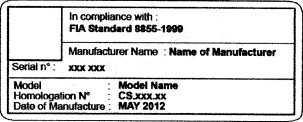 In compliance with :
FIA Standard 8855-1999
Manufacturer Name : Name of Manufacturer
Serial n° : xxx xxx
Model : Model Name
Homologation N° : CS.xxx.xx
Date of Manufacture : MAY 2012